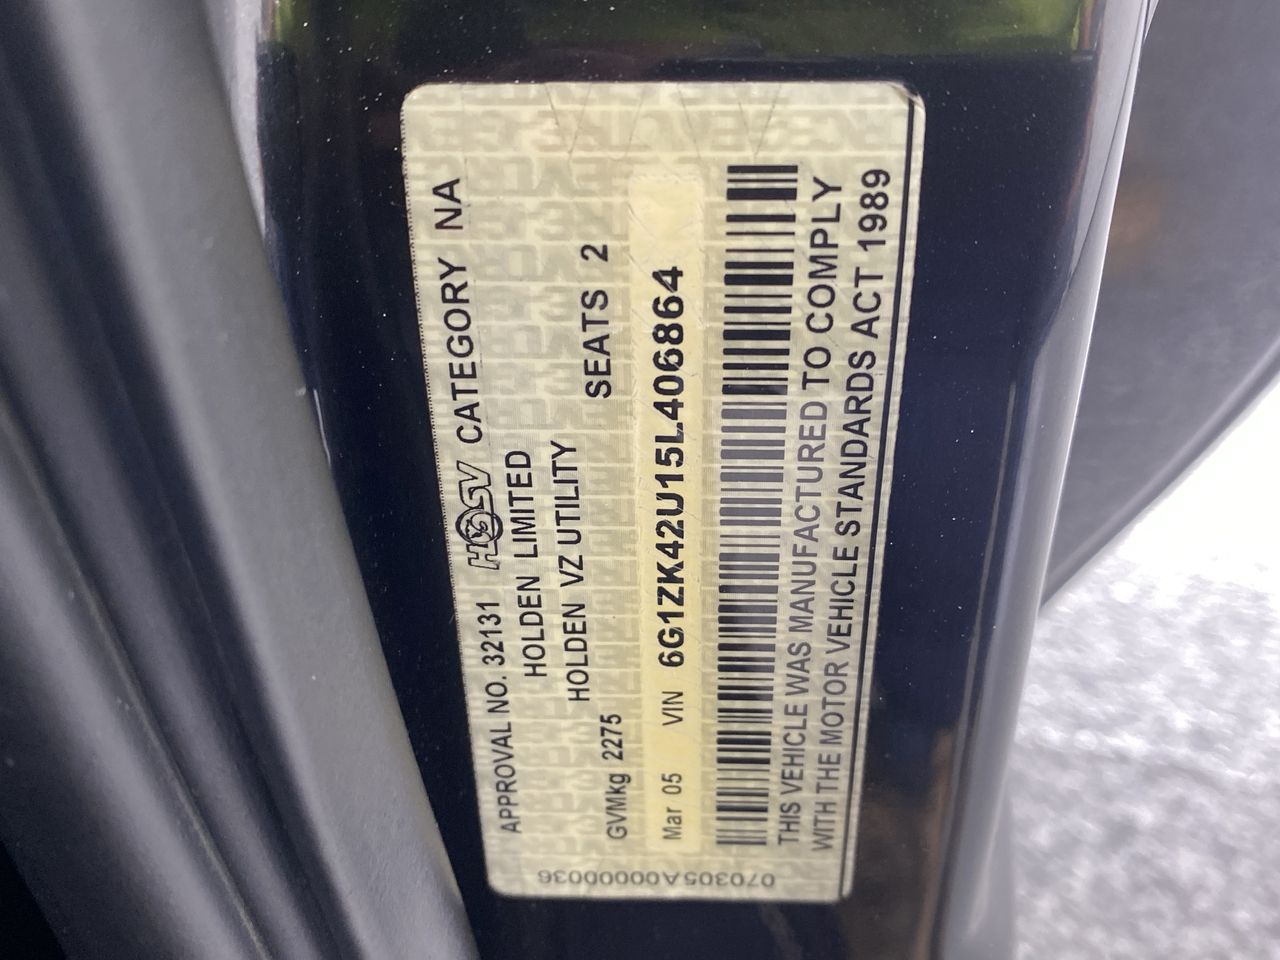 APPROVAL NO. 32131 HSV CATEGORY NA
HOLDEN LIMITED
HOLDEN VZ UTILITY
GVMkg 2275 SEATS 2
Mar 05 VIN 6G1ZK42U15L406864
THIS VEHICLE WAS MANUFACTURED TO COMPLY
WITH THE MOTOR VEHICLE STANDARDS ACT 1989
070305A00000036